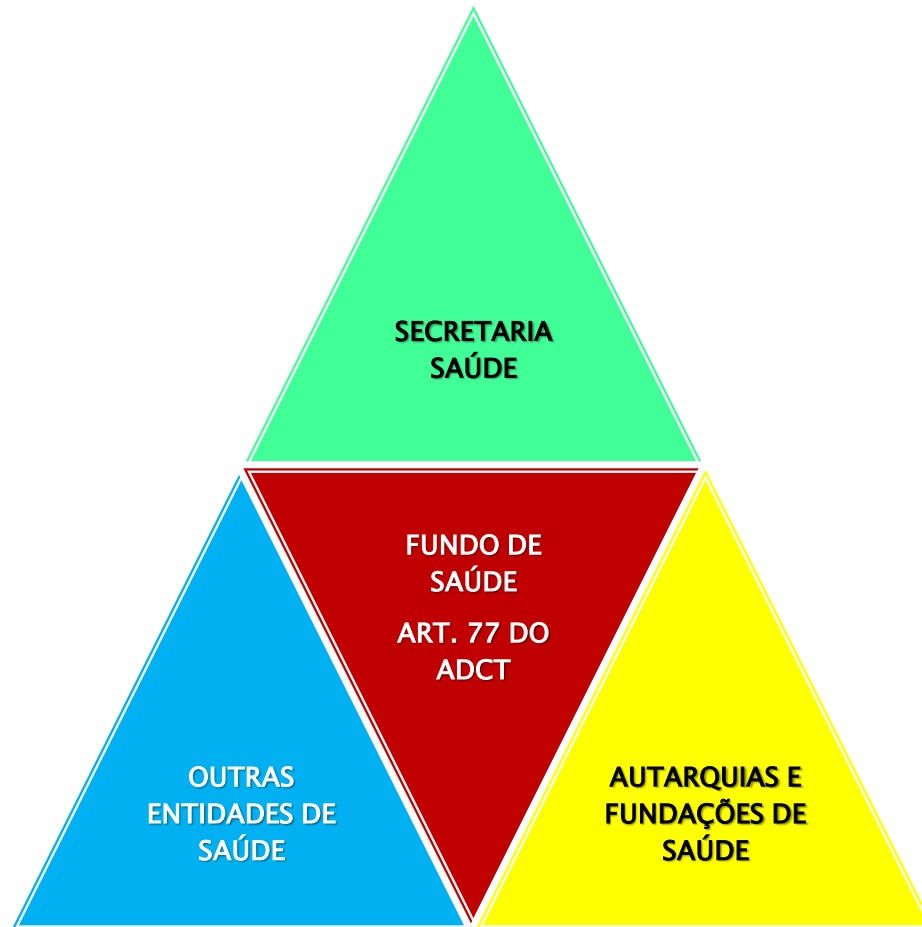 SECRETARIA
SAÚDE
FUNDO DE
SAÚDE
ART. 77 DO
ADCT
OUTRAS
ENTIDADES DE
SAÚDE
AUTARQUIAS E
FUNDAÇÕES DE
SAÚDE